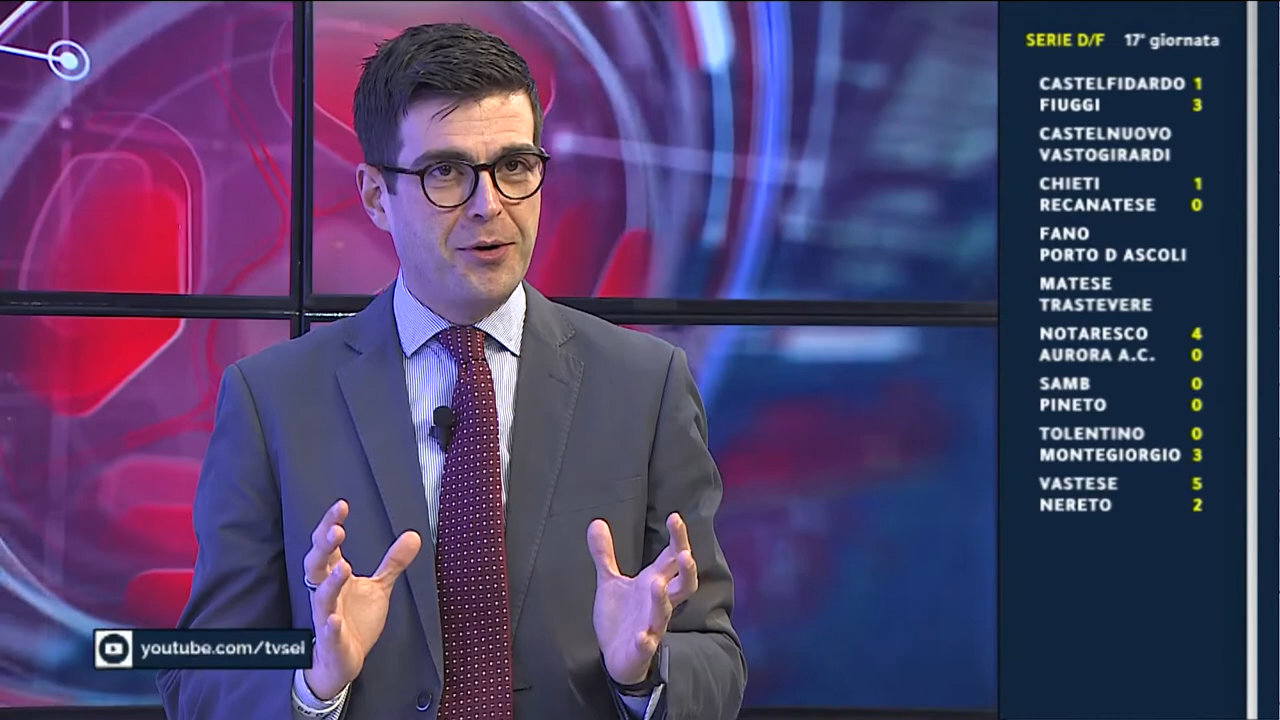 SERIE D/F 17ª giornata
CASTELFIDARDO 1
FIUGGI 3
CASTELNUOVO
VASTOGIRARDI
CHIETI 1
RECANATESE 0
FANO
PORTO D ASCOLI
MATESE
TRASTEVERE
NOTARESCO 4
AURORA A.C. 0
SAMB 0
PINETO 0
TOLENTINO 0
MONTEGIORGIO 3
VASTESE 5
NERETO 2
youtube.com/tvsei